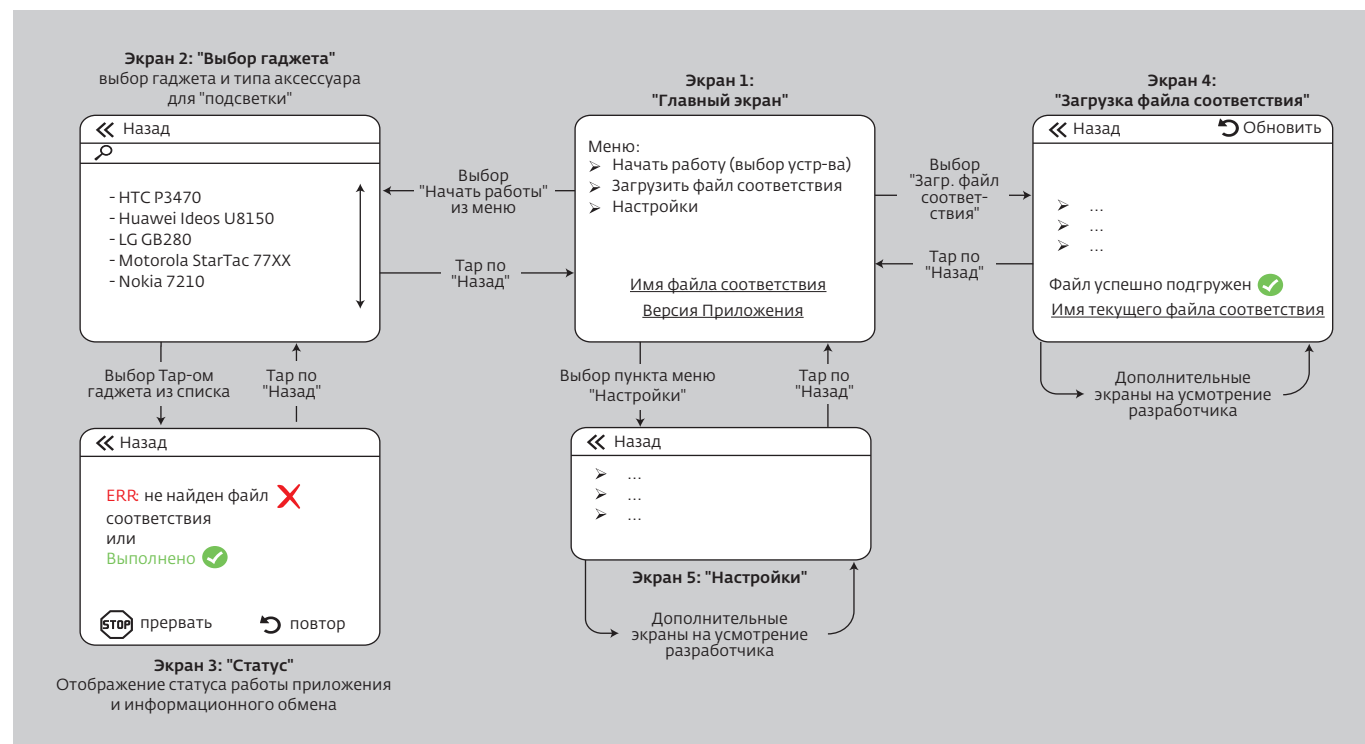 Экран 2: "Выбор гаджета"
выбор гаджета и типа аксессуара
для "подсветки"
Назад
- HTC P3470
- Huawei Ideos U8150
- LG GB280
- Motorola StarTac 77XX
- Nokia 7210
Выбор
"Начать работы"
из меню
Тар по
"Назад"
Экран 1:
"Главный экран"
Меню:
➢ Начать работу (выбор устр-ва)
➢ Загрузить файл соответствия
➢ Настройки
Имя файла соответствия
Версия Приложения
Выбор
"Загр. файл
соответ-
ствия"
Тар по
"Назад"
Экран 4:
"Загрузка файла соответствия"
Назад
Обновить
➢ ...
➢ ...
➢ ...
Файл успешно подгружен
Имя текущего файла соответствия
Дополнительные
экраны на усмотрение
разработчика
Выбор Тар-ом
гаджета из списка
Тар по
"Назад"
Назад
ERR: не найден файл
соответствия
или
Выполнено
STOP прервать
повтор
Экран 3: "Статус"
Отображение статуса работы приложения
и информационного обмена
Выбор пункта меню
"Настройки"
Тар по
"Назад"
Назад
➢ ...
➢ ...
➢ ...
Экран 5: "Настройки"
Дополнительные
экраны на усмотрение
разработчика